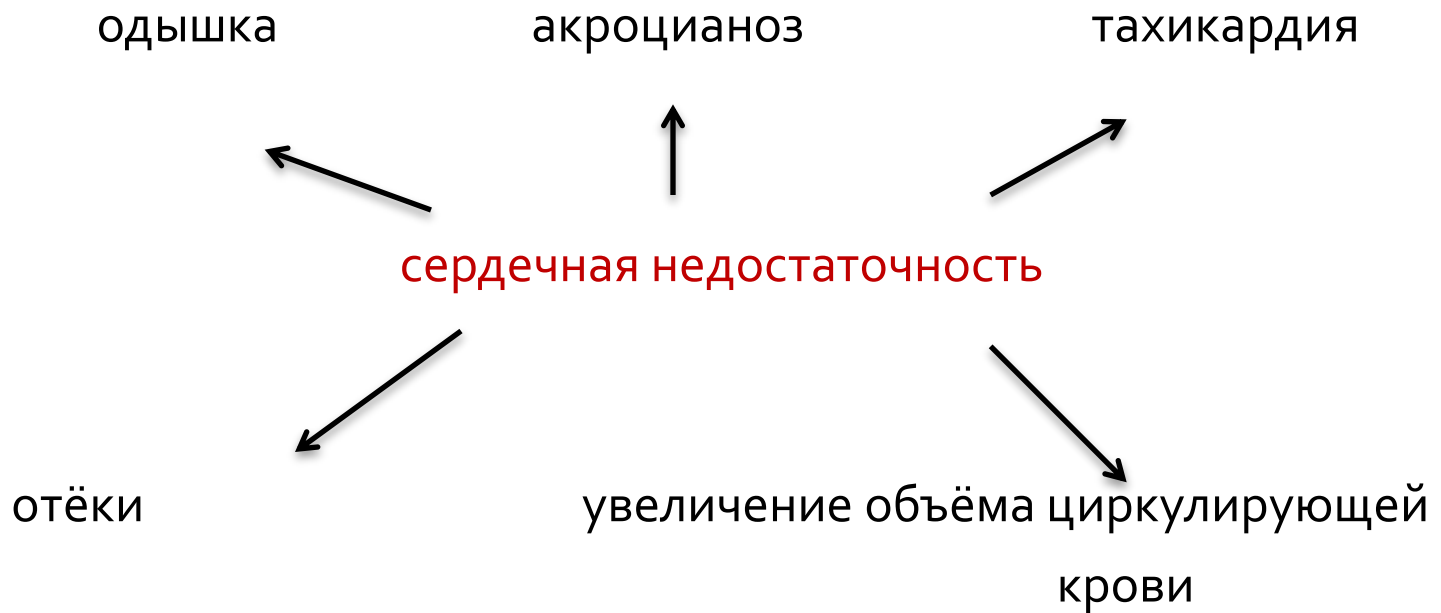 одышка акроцианоз тахикардия
сердечная недостаточность
отёки увеличение объёма циркулирующей
крови